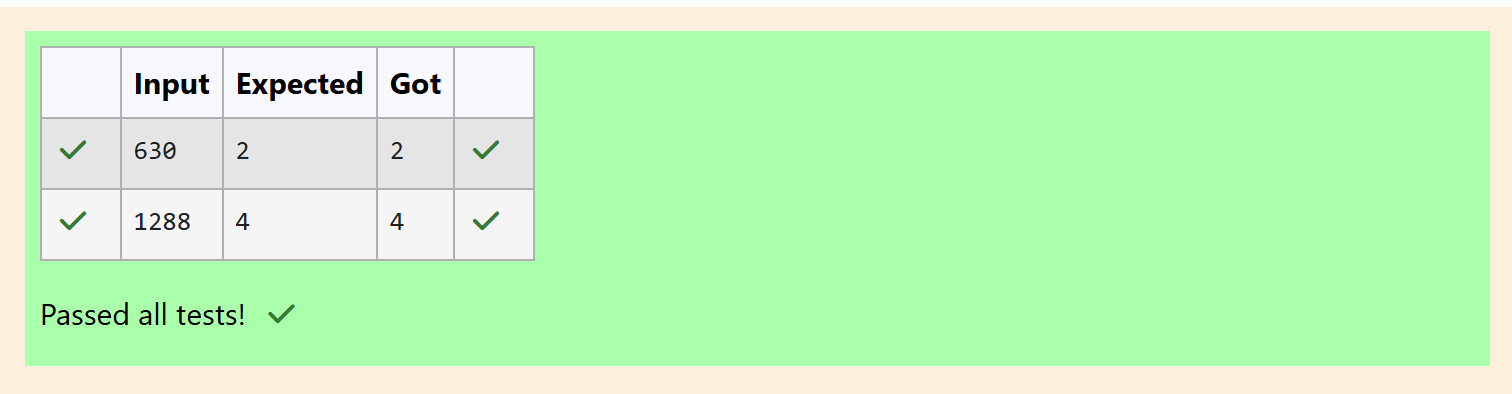 Input Expected Got
630 2 2
1288 4 4
Passed all tests!